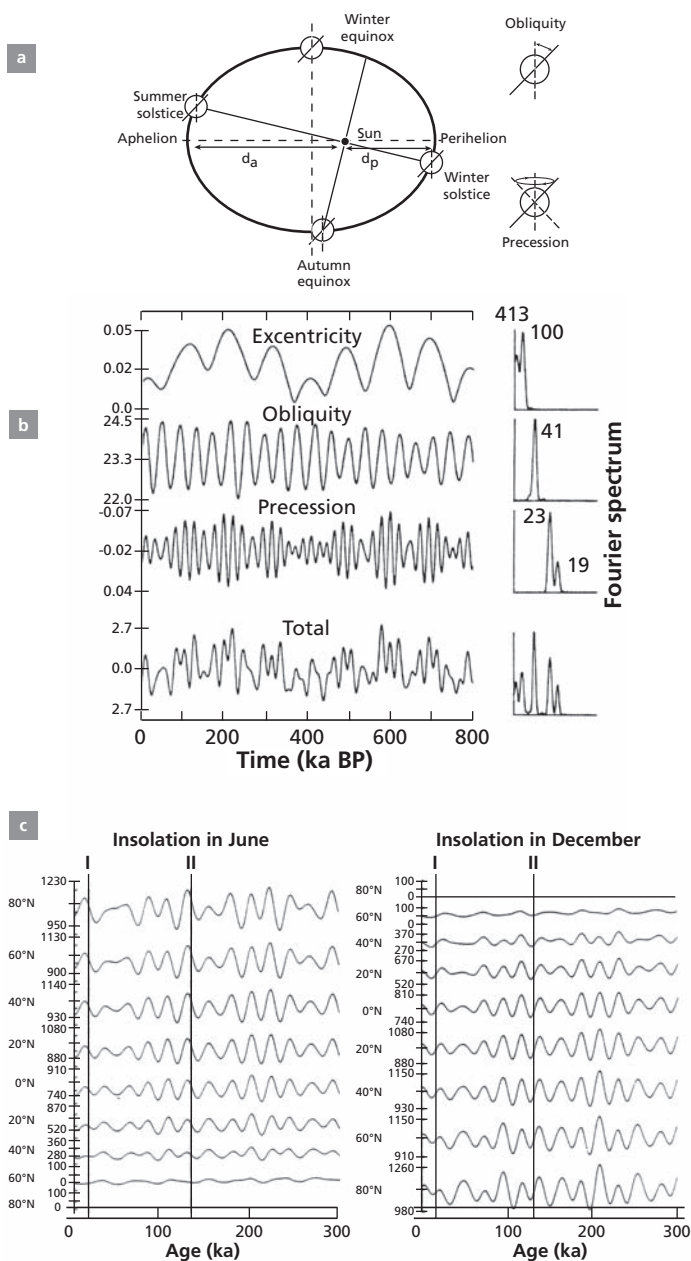 a
Winter
equinox
Obliquity
Summer
solstice
Aphelion
Sun
Perihelion
da
dp
Winter
solstice
Autumn
equinox
Precession
b
413
100
0.05
0.02
0.0
Excentricity
24.5
23.3
22.0
Obliquity
41
-0.07
-0.02
0.04
Precession
23
19
2.7
0.0
2.7
Total
Fourier spectrum
0
200
400
600
800
Time (ka BP)
c
Insolation in June
I
II
1230
80°N
950
1130
60°N
900
1140
40°N
930
1080
20°N
880
910
0°N
740
870
20°N
520
360
40°N
280
100
60°N
0
100
80°N
0
0
100
200
300
Age (ka)
Insolation in December
I
II
100
80°N
0
100
60°N
0
370
40°N
270
670
20°N
520
810
0°N
740
1080
20°N
880
1150
40°N
930
1150
60°N
910
1260
80°N
980
0
100
200
300
Age (ka)